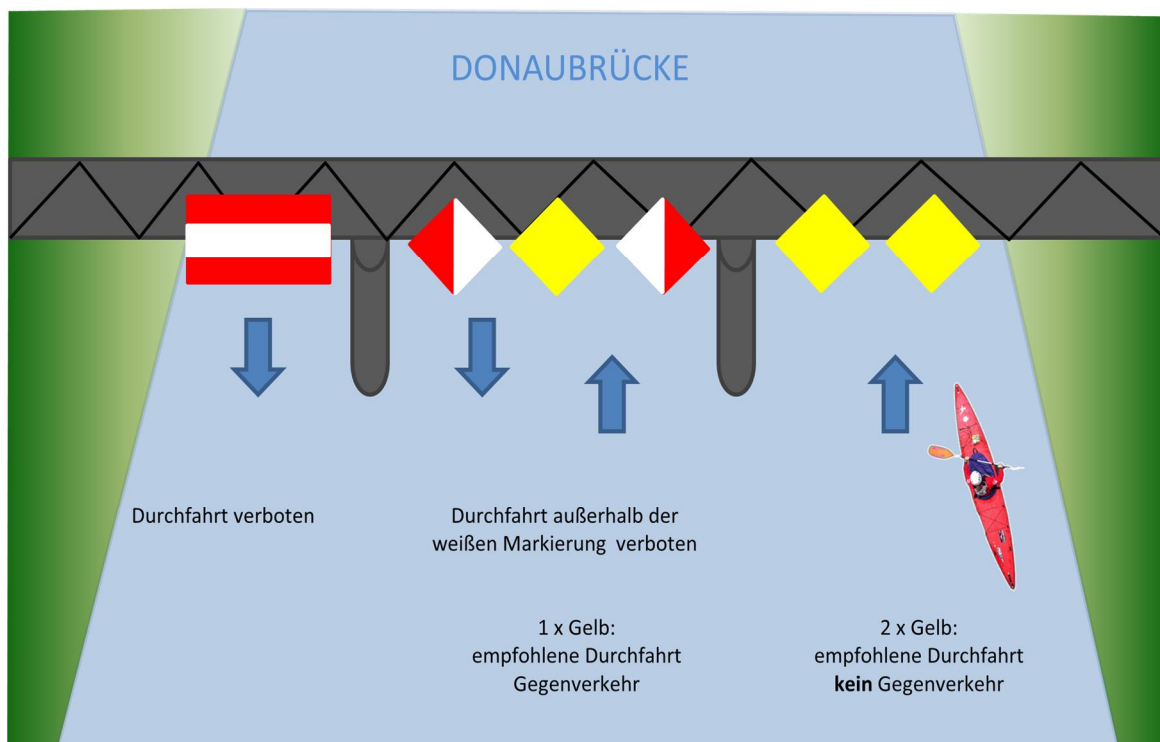 DONAUBRÜCKE
Durchfahrt verboten
Durchfahrt außerhalb der
weißen Markierung verboten
1 x Gelb:
empfohlene Durchfahrt
Gegenverkehr
2 x Gelb:
empfohlene Durchfahrt
kein Gegenverkehr